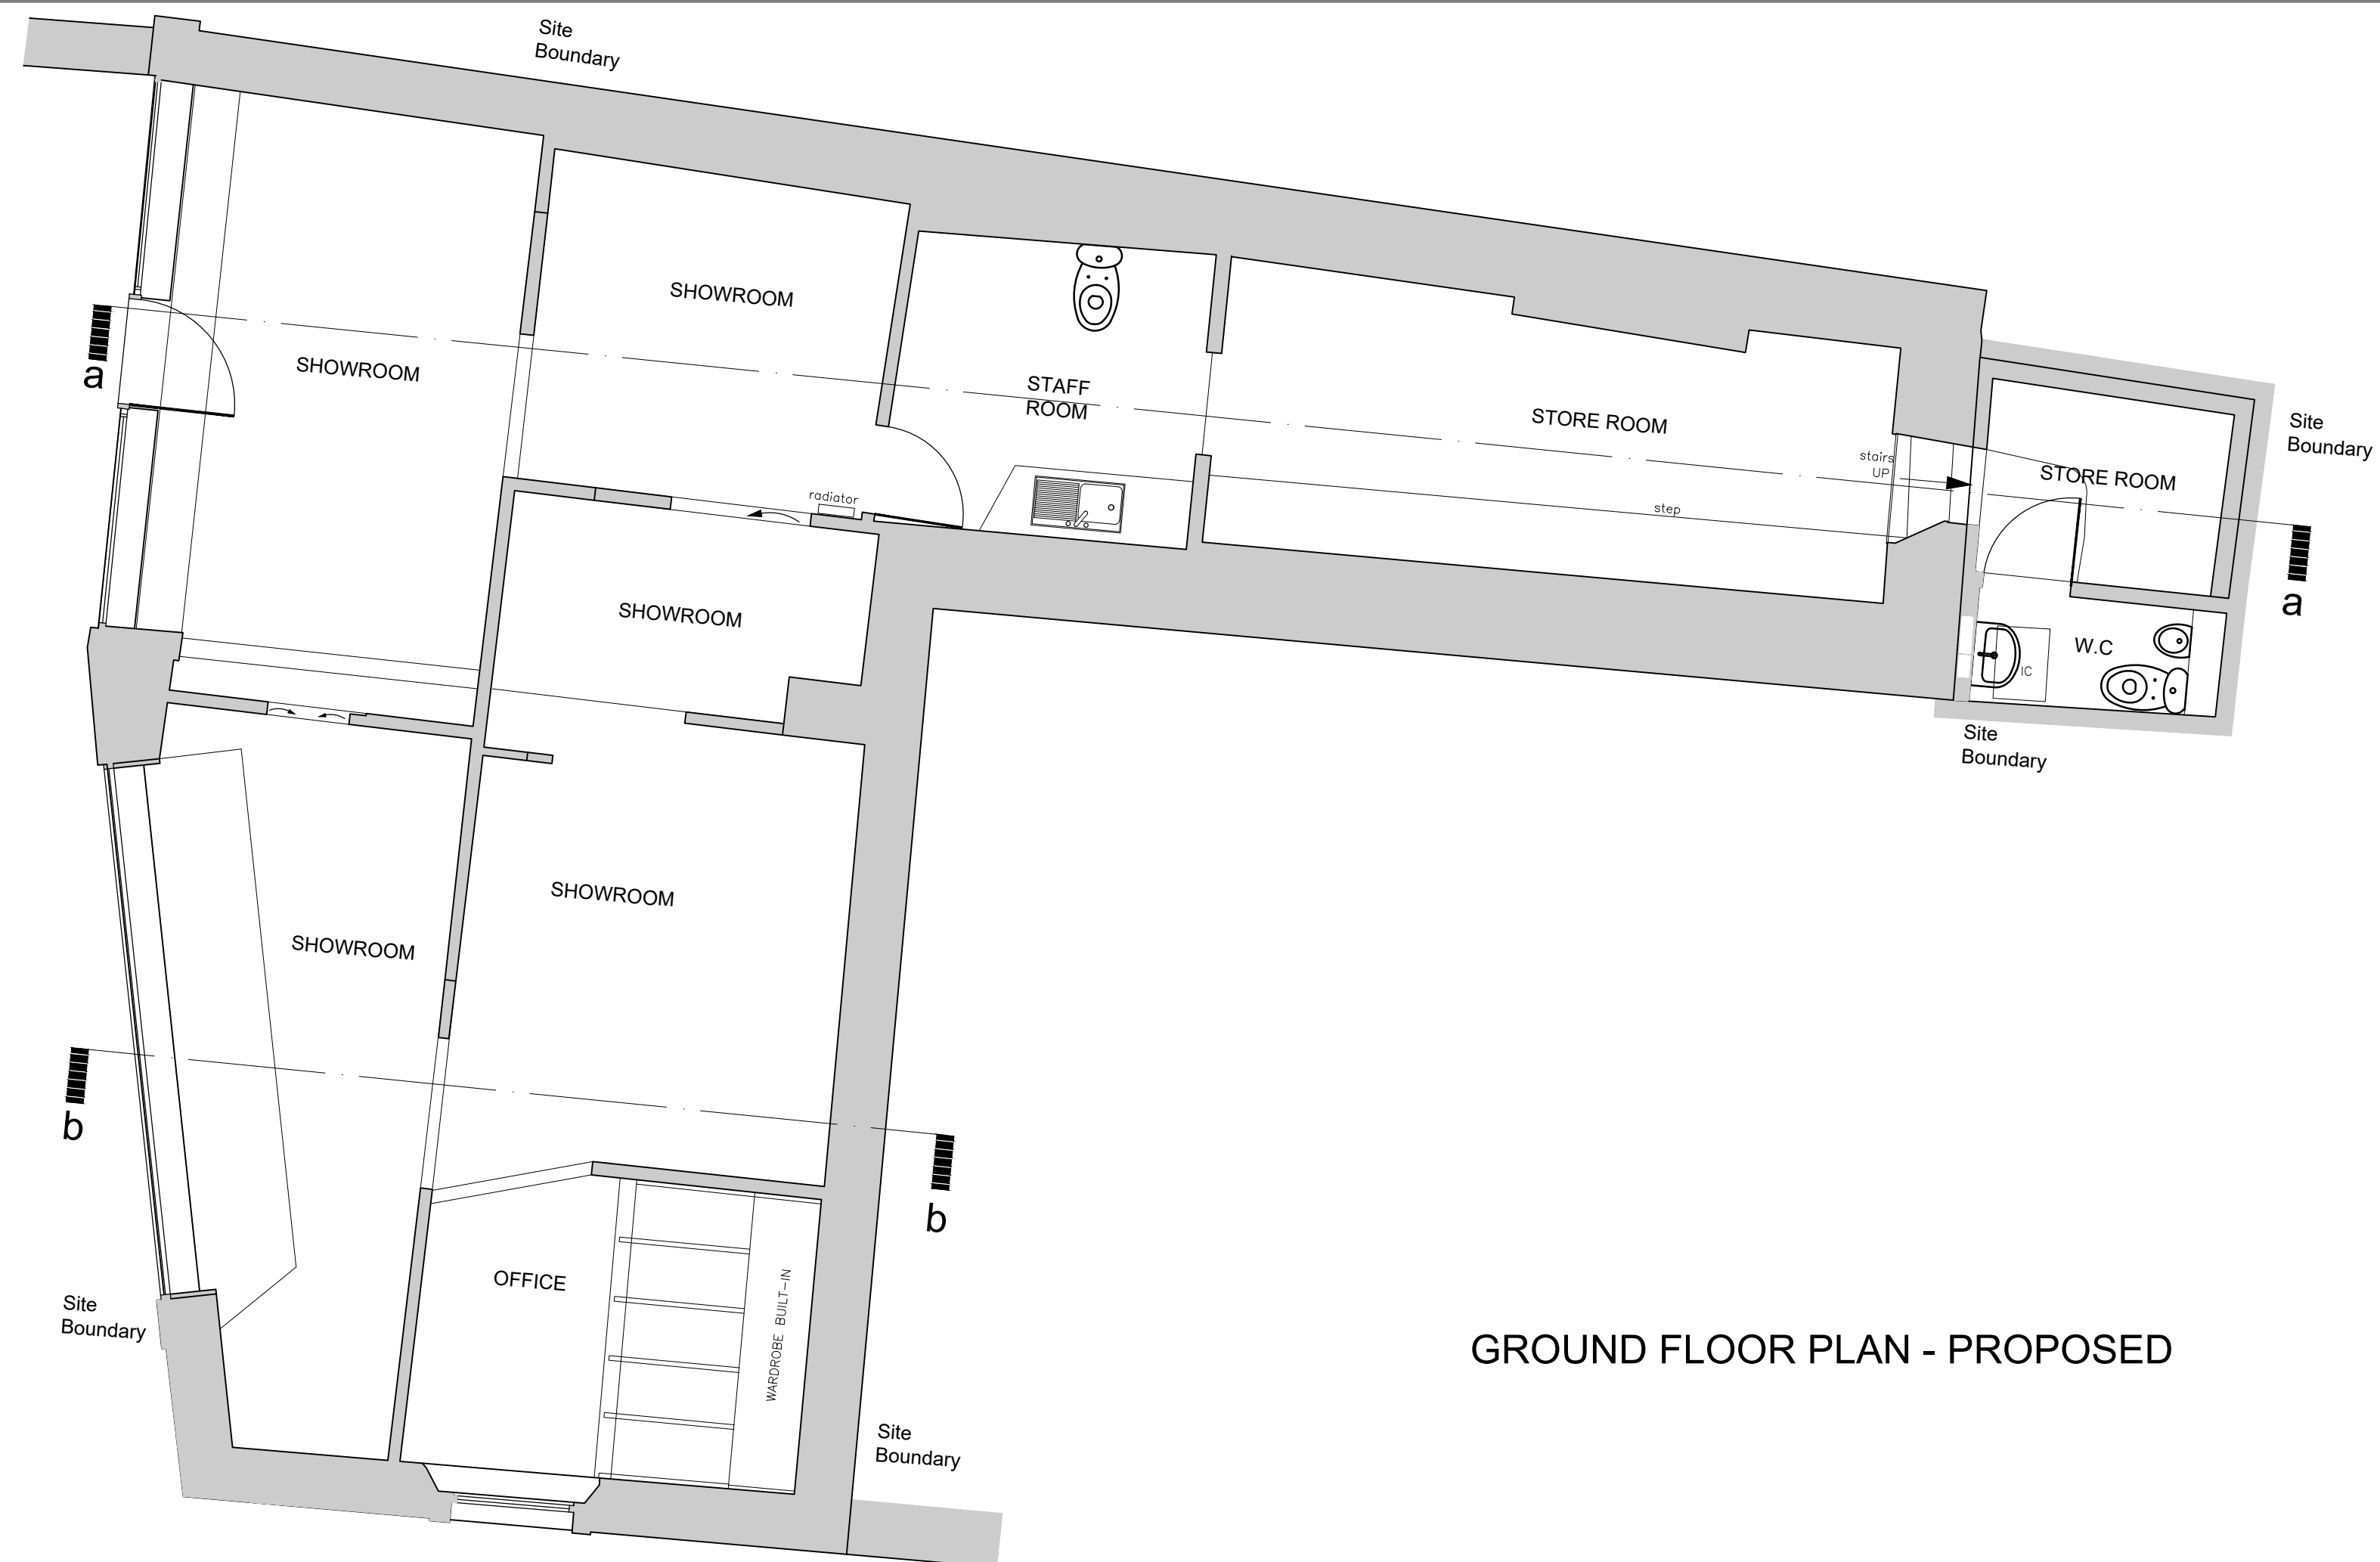 Site
Boundary
SHOWROOM
SHOWROOM
a
STAFF
ROOM
STORE ROOM
stairs
UP
STORE ROOM
Site
Boundary
radiator
step
a
SHOWROOM
W.C
IC
Site
Boundary
SHOWROOM
SHOWROOM
b
b
OFFICE
WARDROBE BUILT-IN
Site
Boundary
Site
Boundary
GROUND FLOOR PLAN - PROPOSED